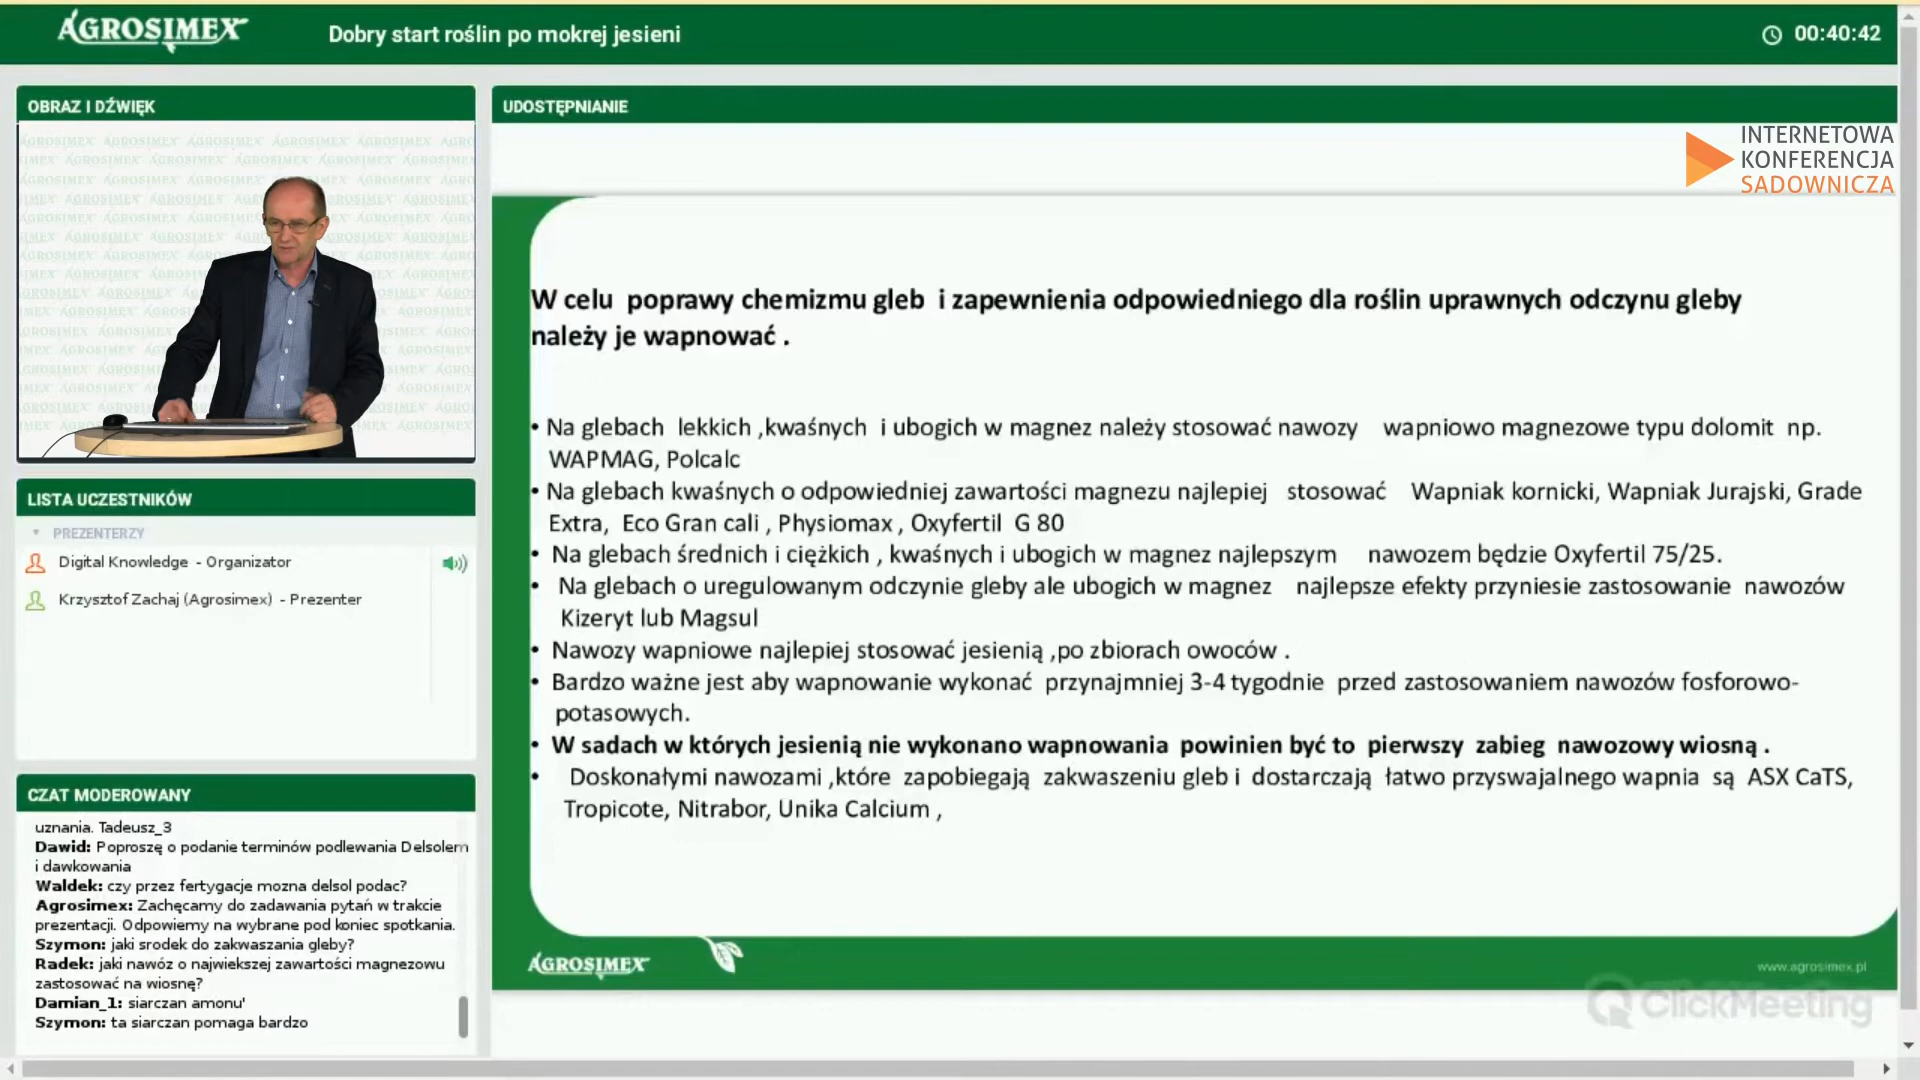 AGROSIMEX
Dobry start roślin po mokrej jesieni
00:40:42
OBRAZ I DŹWIĘK
LISTA UCZESTNIKÓW
PREZENTERZY
Digital Knowledge - Organizator
Krzysztof Zachaj (Agrosimex) - Prezenter
CZAT MODEROWANY
uznania. Tadeusz_3
Dawid: Poproszę o podanie terminów podlewania Delsolem
i dawkowania
Waldek: czy przez fertygacje mozna delsol podac?
Agrosimex: Zachęcamy do zadawania pytań w trakcie
prezentacji. Odpowiemy na wybrane pod koniec spotkania.
Szymon: jaki srodek do zakwaszania gleby?
Radek: jaki nawóz o najwiekszej zawartości magnezowu
zastosować na wiosnę?
Damian_1: siarczan amonu'
Szymon: ta siarczan pomaga bardzo
UDOSTĘPNIANIE
INTERNETOWA
KONFERENCJA
SADOWNICZA
W celu poprawy chemizmu gleb i zapewnienia odpowiedniego dla roślin uprawnych odczynu gleby
należy je wapnować .
• Na glebach lekkich ,kwaśnych i ubogich w magnez należy stosować nawozy wapniowo magnezowe typu dolomit np.
WAPMAG, Polcalc
• Na glebach kwaśnych o odpowiedniej zawartości magnezu najlepiej stosować Wapniak kornicki, Wapniak Jurajski, Grade
Extra, Eco Gran cali , Physiomax , Oxyfertil G 80
• Na glebach średnich i ciężkich , kwaśnych i ubogich w magnez najlepszym nawozem będzie Oxyfertil 75/25.
• Na glebach o uregulowanym odczynie gleby ale ubogich w magnez najlepsze efekty przyniesie zastosowanie nawozów
Kizeryt lub Magsul
• Nawozy wapniowe najlepiej stosować jesienią ,po zbiorach owoców .
• Bardzo ważne jest aby wapnowanie wykonać przynajmniej 3-4 tygodnie przed zastosowaniem nawozów fosforowo-
potasowych.
• W sadach w których jesienią nie wykonano wapnowania powinien być to pierwszy zabieg nawozowy wiosną .
• Doskonałymi nawozami ,które zapobiegają zakwaszeniu gleb i dostarczają łatwo przyswajalnego wapnia są ASX CaTS,
Tropicote, Nitrabor, Unika Calcium ,
AGROSIMEX
www.agrosimex.pl
ClickMeeting